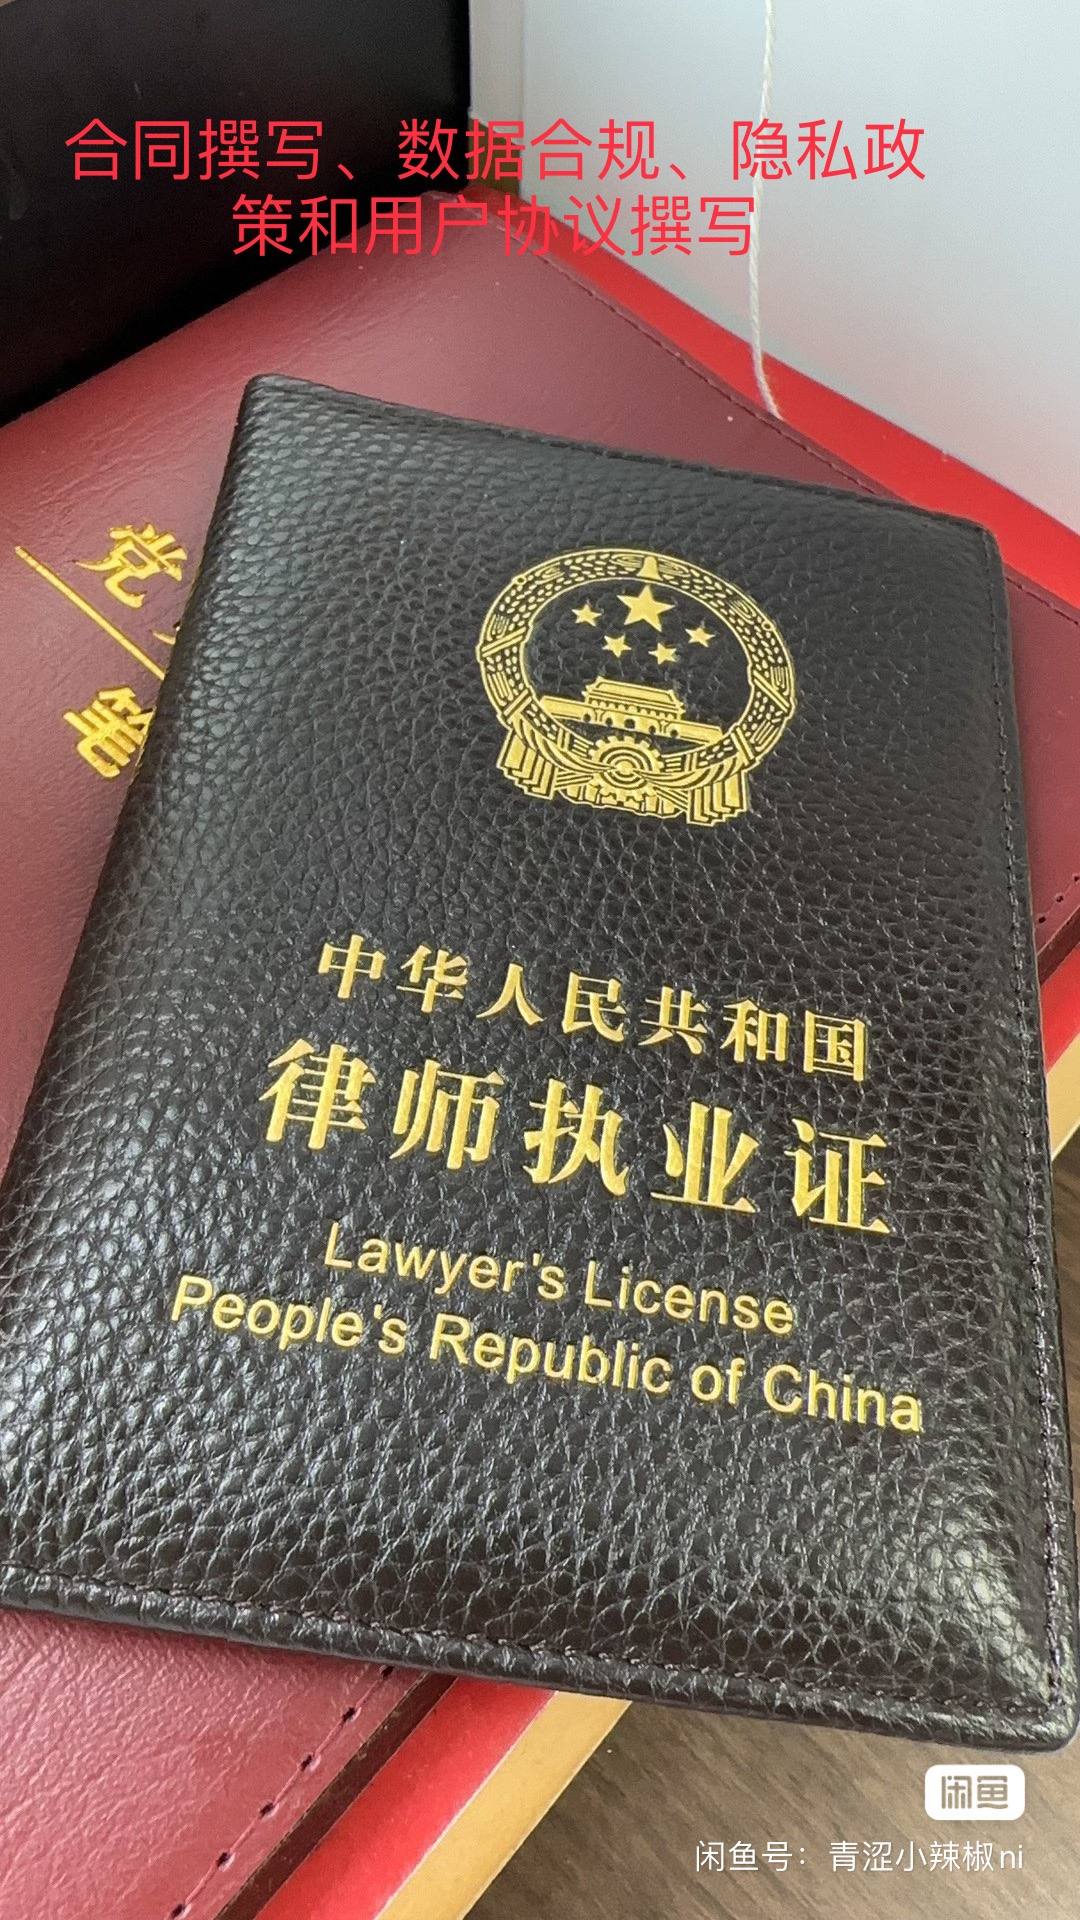 合同撰写、数据合规、隐私政
策和用户协议撰写
党
笔
中华人民共和国
律师执业证
Lawyer's License
People's Republic of China
闲鱼
闲鱼号：青涩小辣椒ni